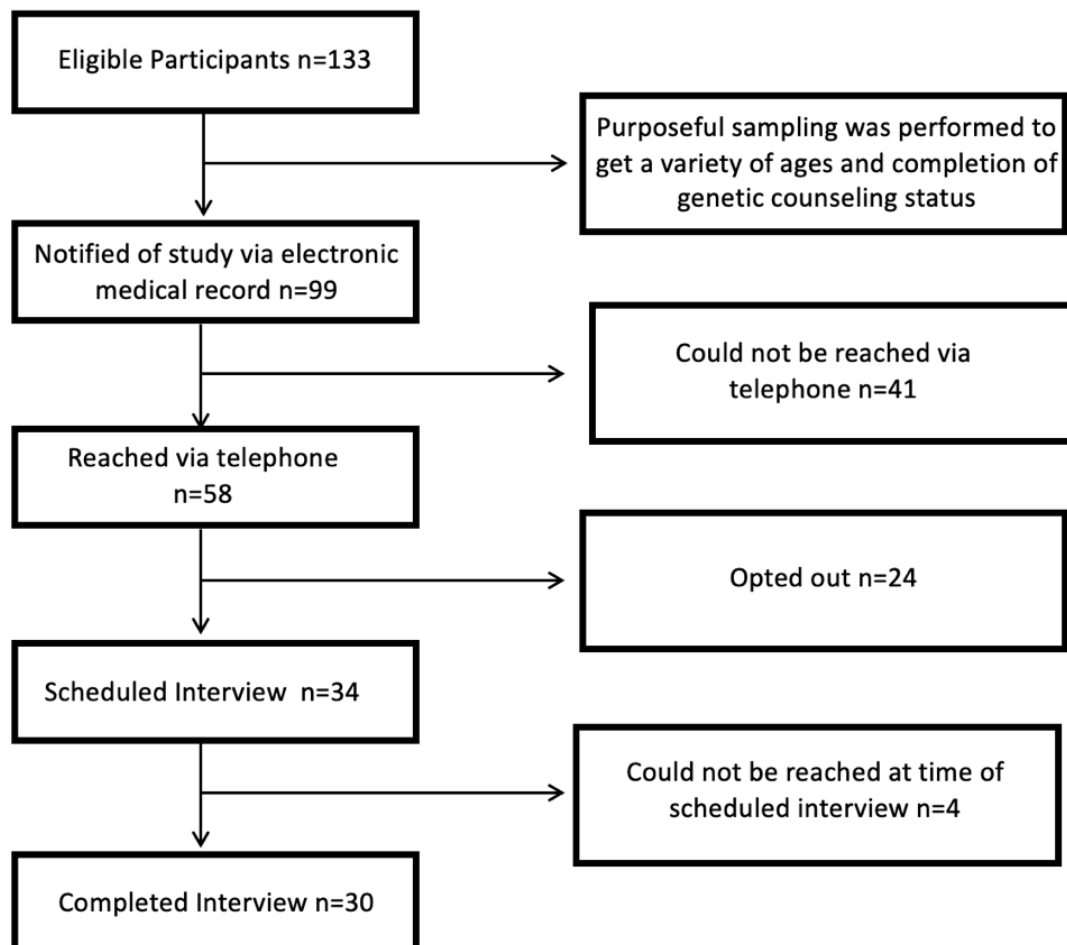 Eligible Participants n=133
Purposeful sampling was performed to
get a variety of ages and completion of
genetic counseling status
Notified of study via electronic
medical record n=99
Could not be reached via
telephone n=41
Reached via telephone
n=58
Opted out n=24
Scheduled Interview n=34
Could not be reached at time of
scheduled interview n=4
Completed Interview n=30